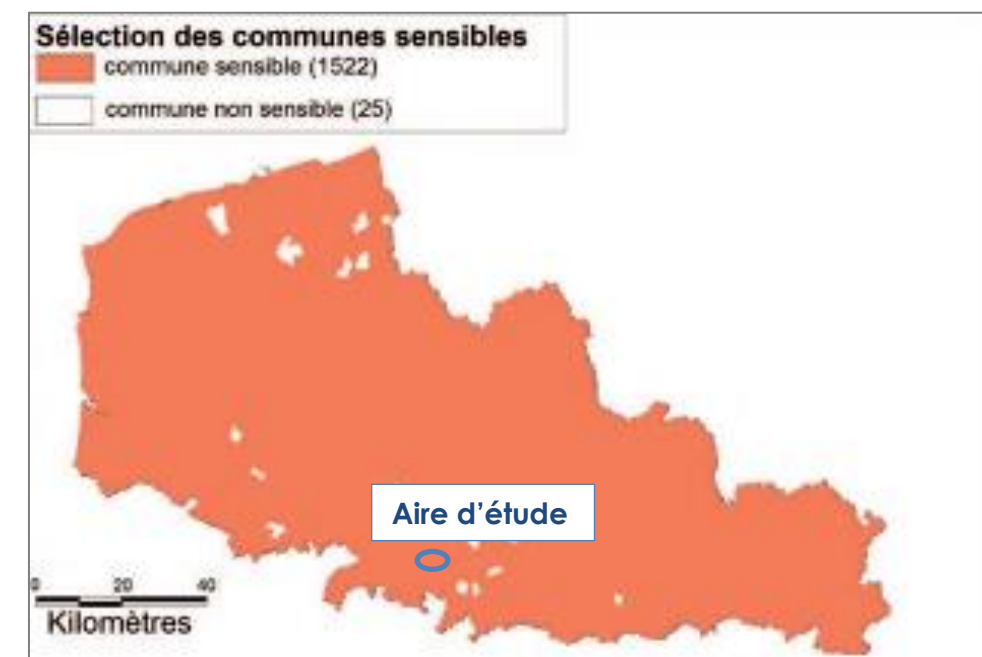 Sélection des communes sensibles
commune sensible (1522)
commune non sensible (25)
Aire d’étude
0 20 40
Kilomètres